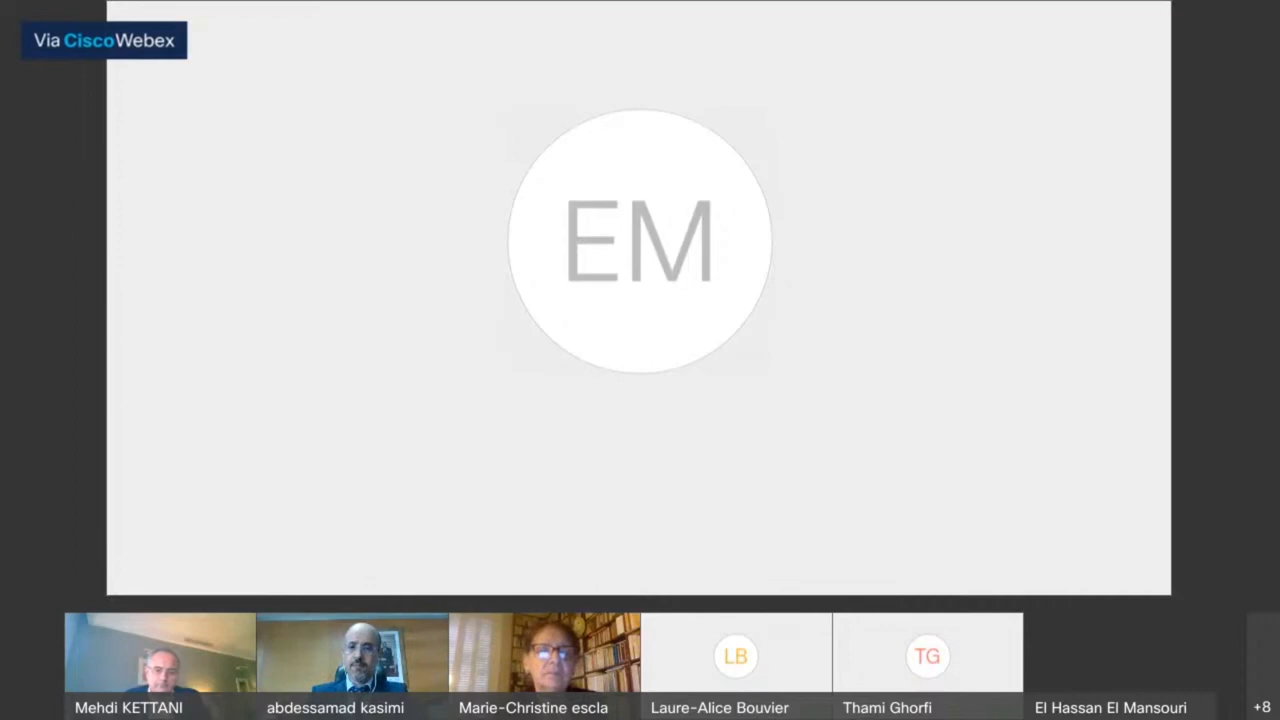 Via CiscoWebex
EM
LB
TG
Mehdi KETTANI
abdessamad kasimi
Marie-Christine escla
Laure-Alice Bouvier
Thami Ghorfi
El Hassan El Mansouri
+8